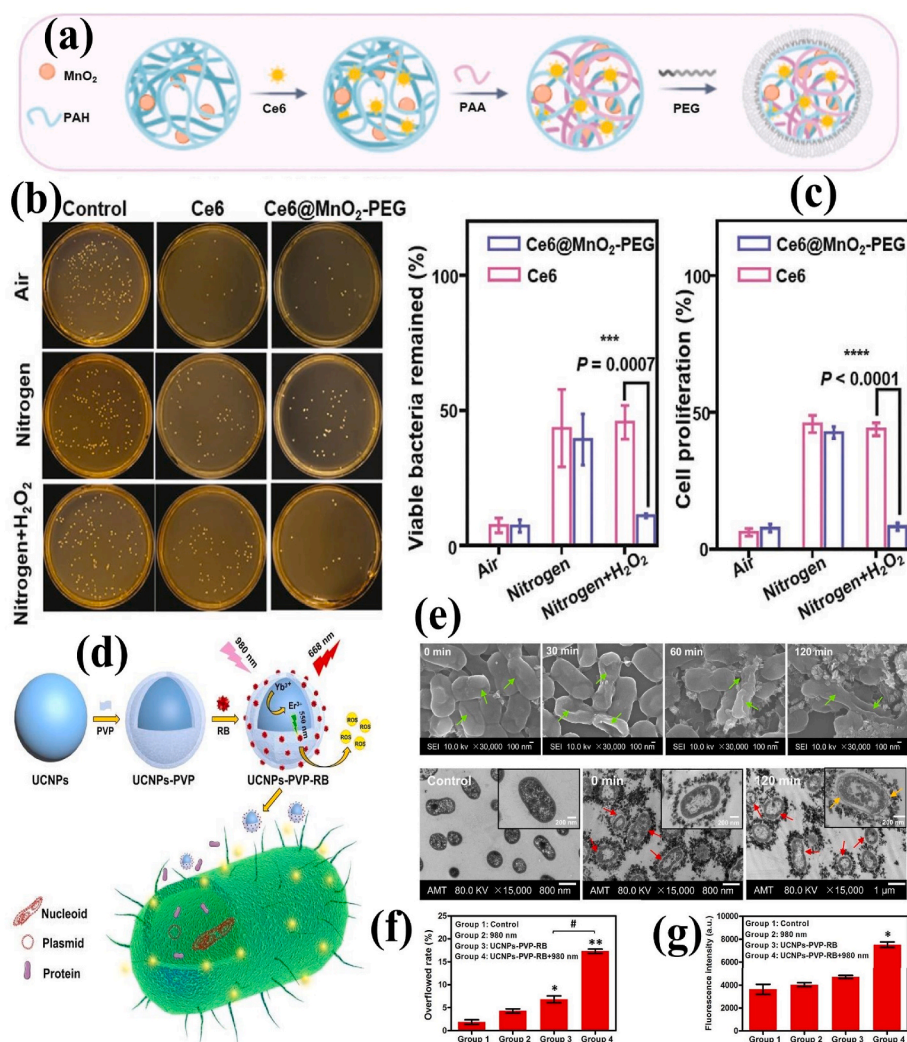 (a)
MnO2
PAH
Ce6
PAA
PEG
(b)
Control
Ce6
Ce6@MnO2-PEG
Air
Nitrogen
Nitrogen+H2O2
Viable bacteria remained (%)
100
50
0
Ce6@MnO2-PEG
Ce6
***
P = 0.0007
Air
Nitrogen
Nitrogen+H2O2
(c)
Cell proliferation (%)
100
50
0
Ce6@MnO2-PEG
Ce6
****
P < 0.0001
Air
Nitrogen
Nitrogen+H2O2
(d)
980 nm
668 nm
Yb3+
Er3+
550 nm
PVP
RB
ROS
ROS
ROS
ROS
UCNPs
UCNPs-PVP
UCNPs-PVP-RB
Nucleoid
Plasmid
Protein
(e)
0 min
30 min
60 min
120 min
SEI 10.0 kv ×30,000 100 nm
SEI 10.0 kv ×30,000 100 nm
SEI 10.0 kv ×30,000 100 nm
SEI 10.0 kv ×30,000 100 nm
Control
0 min
120 min
200 nm
200 nm
200 nm
AMT 80.0 KV ×15,000 800 nm
AMT 80.0 KV ×15,000 800 nm
AMT 80.0 KV ×15,000 1 μm
(f)
Overflowed rate (%)
25
20
15
10
5
0
Group 1: Control
Group 2: 980 nm
Group 3: UCNPs-PVP-RB
Group 4: UCNPs-PVP-RB+980 nm
#
*
**
Group 1 Group 2 Group 3 Group 4
(g)
Fluorescence intensity (a.u.)
10000
8000
6000
4000
2000
0
Group 1: Control
Group 2: 980 nm
Group 3: UCNPs-PVP-RB
Group 4: UCNPs-PVP-RB+980 nm
*
Group 1 Group 2 Group 3 Group 4